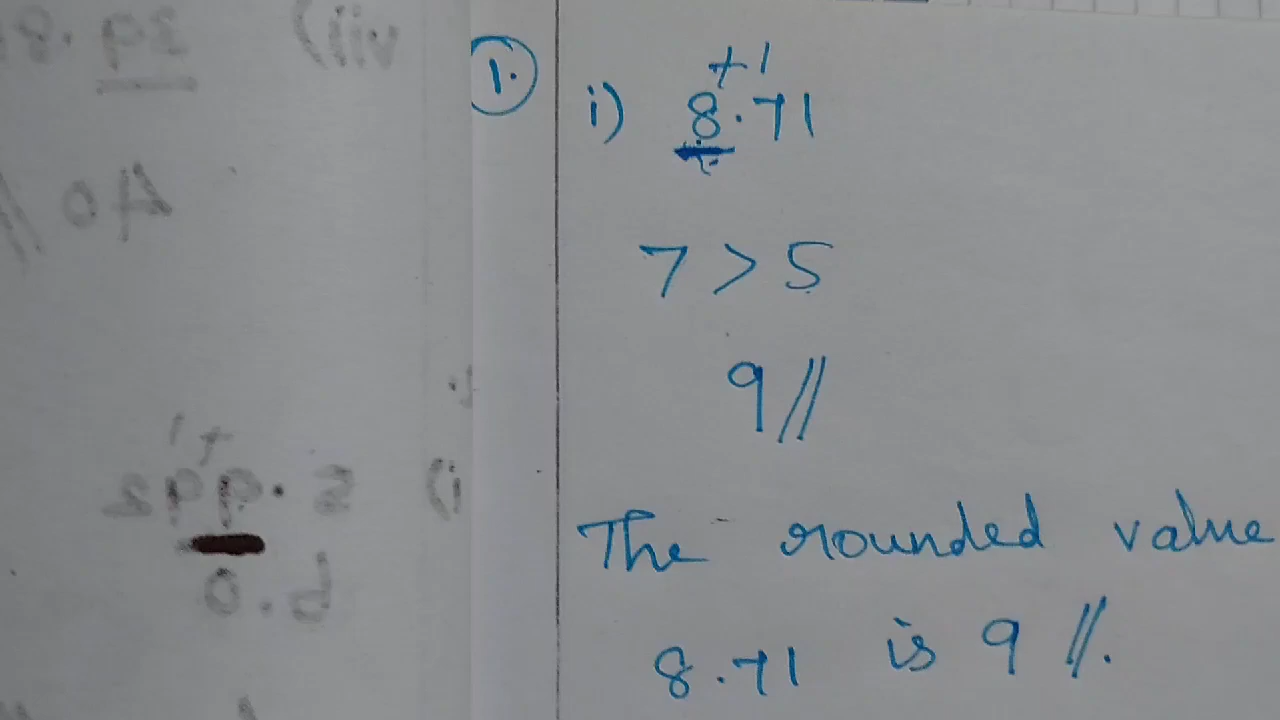 1.
i) 8.71
+1
7 > 5
9 //
The rounded value
8.71 is 9 //.